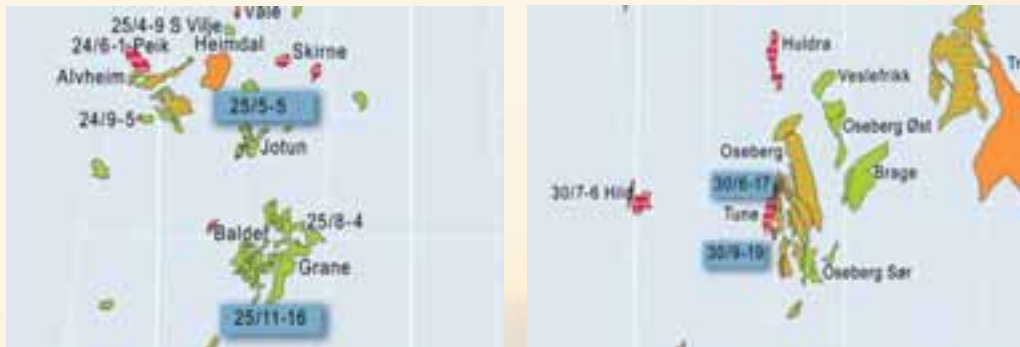 Vale
25/4-9 S Vilje
24/6-1 Peik
Heimdal
Skirne
Alvheim
25/5-5
24/9-5
Jotun
25/8-4
Balder
Grane
25/11-16
Huldra
Tr
Veslefrikk
Oseberg Øst
Oseberg
Brage
30/6-17
30/7-6 Hild
Tune
30/9-19
Oseberg Sør